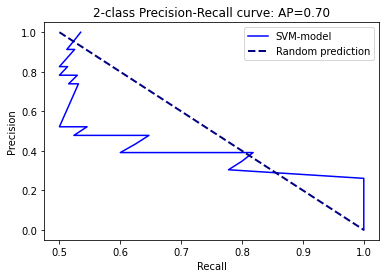 2-class Precision-Recall curve: AP=0.70
SVM-model
Random prediction
Precision
1.0
0.8
0.6
0.4
0.2
0.0
0.5
0.6
0.7
0.8
0.9
1.0
Recall